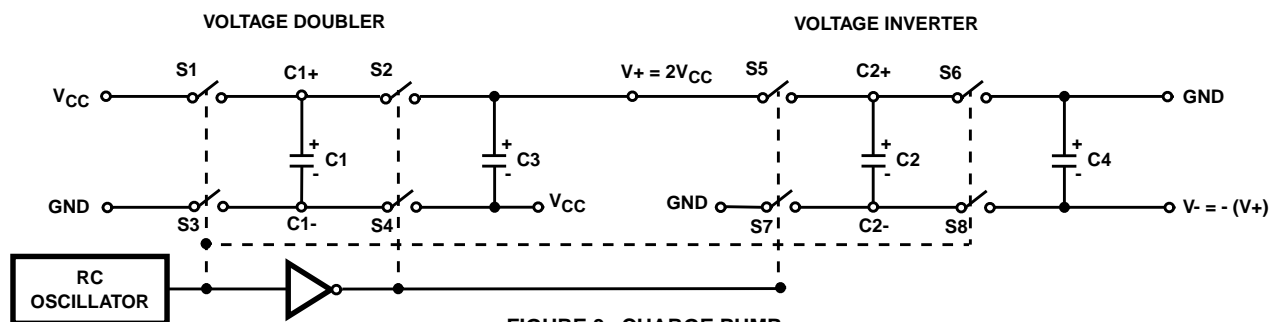 VOLTAGE DOUBLER VOLTAGE INVERTER
S1 C1+ S2 V+ = 2VCC S5 C2+ S6
VCC GND
+ C1 - + C3 - + C2 - + C4 -
GND S3 C1- S4 VCC GND S7 C2- S8 V- = - (V+)
RC
OSCILLATOR